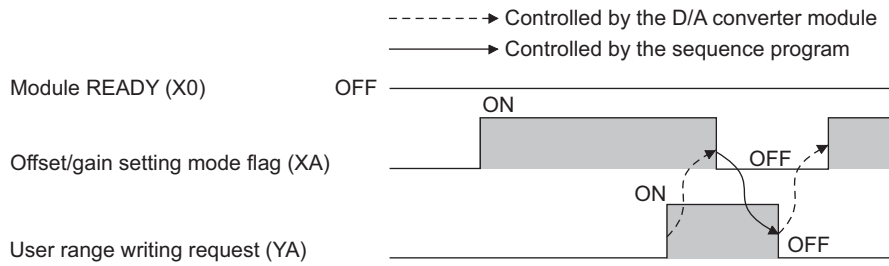 Controlled by the D/A converter module
Controlled by the sequence program
Module READY (X0) OFF
ON
Offset/gain setting mode flag (XA) OFF
ON
User range writing request (YA) OFF